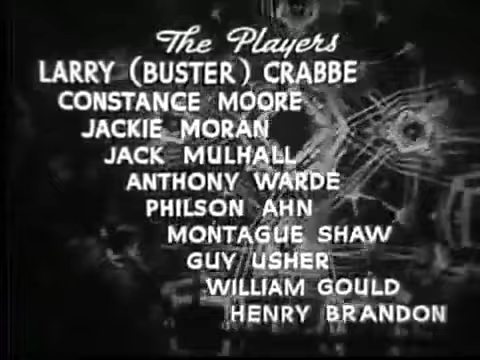 The Players
LARRY (BUSTER) CRABBE
CONSTANCE MOORE
JACKIE MORAN
JACK MULHALL
ANTHONY WARDE
PHILSON AHN
MONTAGUE SHAW
GUY USHER
WILLIAM GOULD
HENRY BRANDON